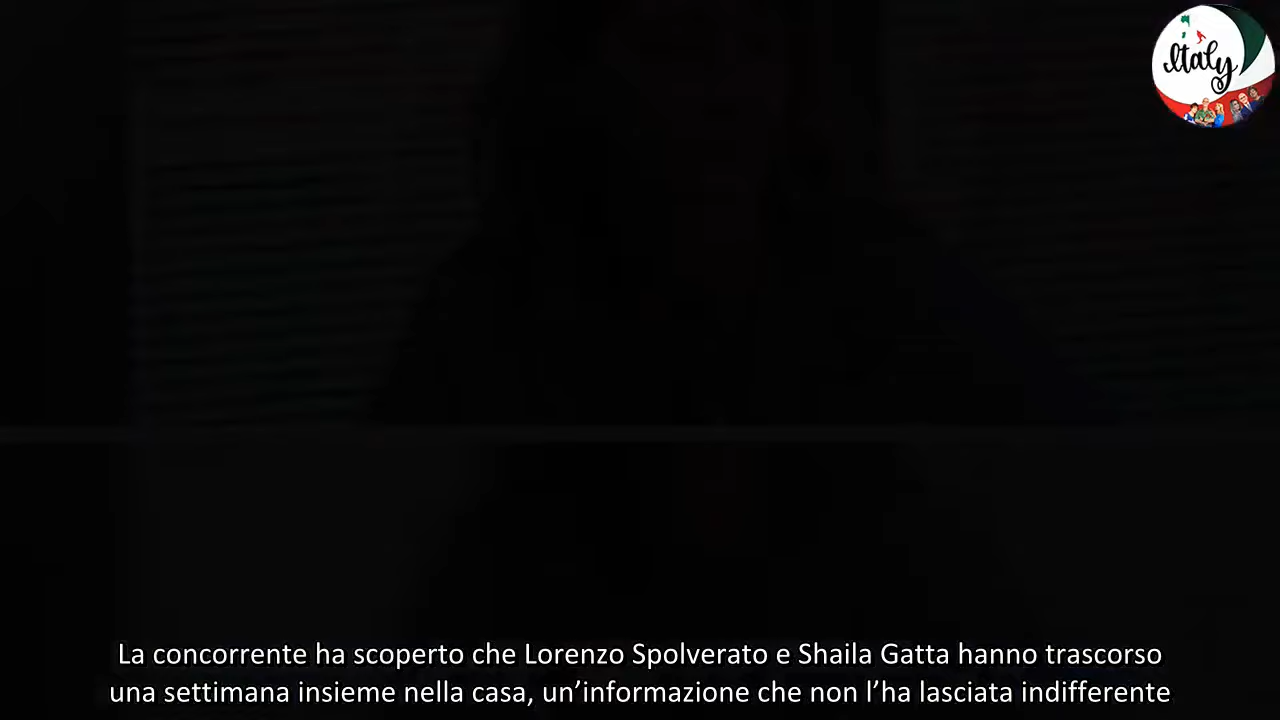 Italy
La concorrente ha scoperto che Lorenzo Spolverato e Shaila Gatta hanno trascorso
una settimana insieme nella casa, un’informazione che non l’ha lasciata indifferente